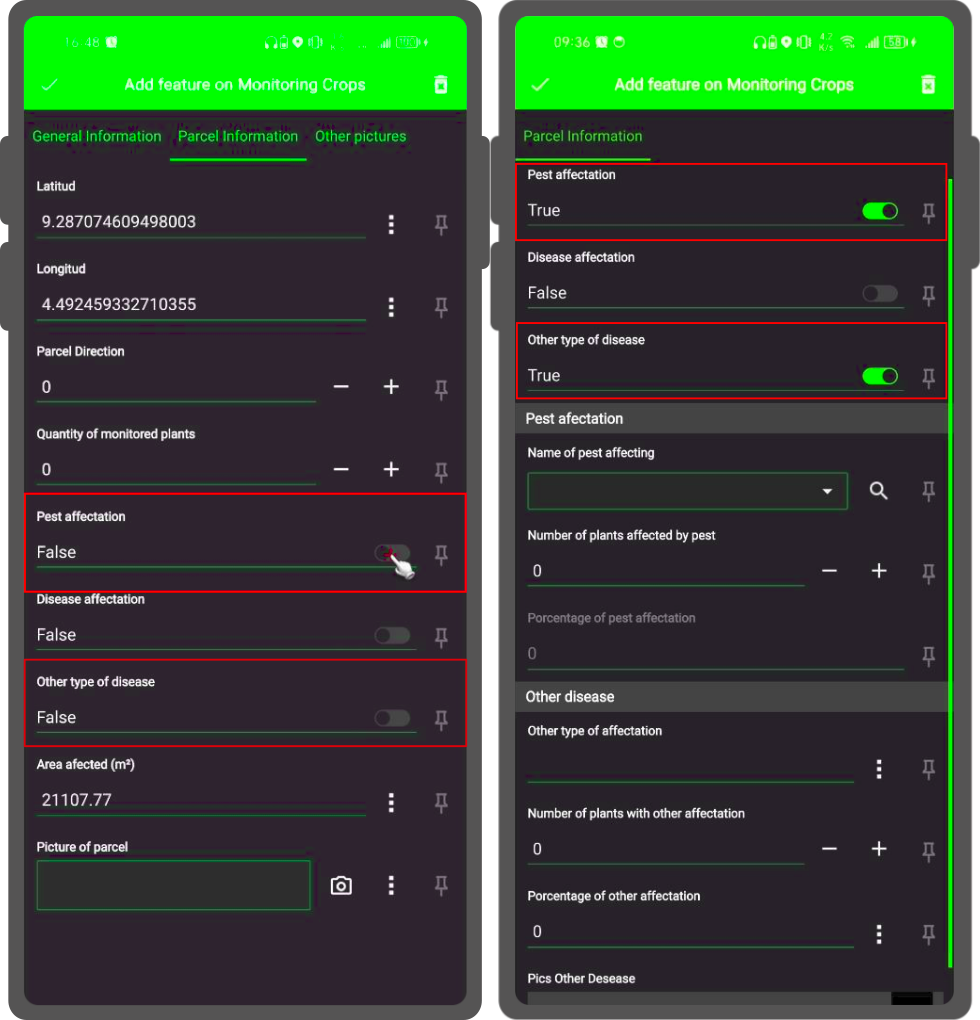 16:48
Add feature on Monitoring Crops
General Information Parcel Information Other pictures
Latitud
9.287074609498003
Longitud
4.492459332710355
Parcel Direction
0
Quantity of monitored plants
0
Pest affectation
False
Disease affectation
False
Other type of disease
False
Area afected (m²)
21107.77
Picture of parcel
09:36 4.2 K/s 58
Add feature on Monitoring Crops
Parcel Information
Pest affectation
True
Disease affectation
False
Other type of disease
True
Pest afectation
Name of pest affecting
Number of plants affected by pest
0
Porcentage of pest affectation
0
Other disease
Other type of affectation
Number of plants with other affectation
0
Porcentage of other affectation
0
Pics Other Desease